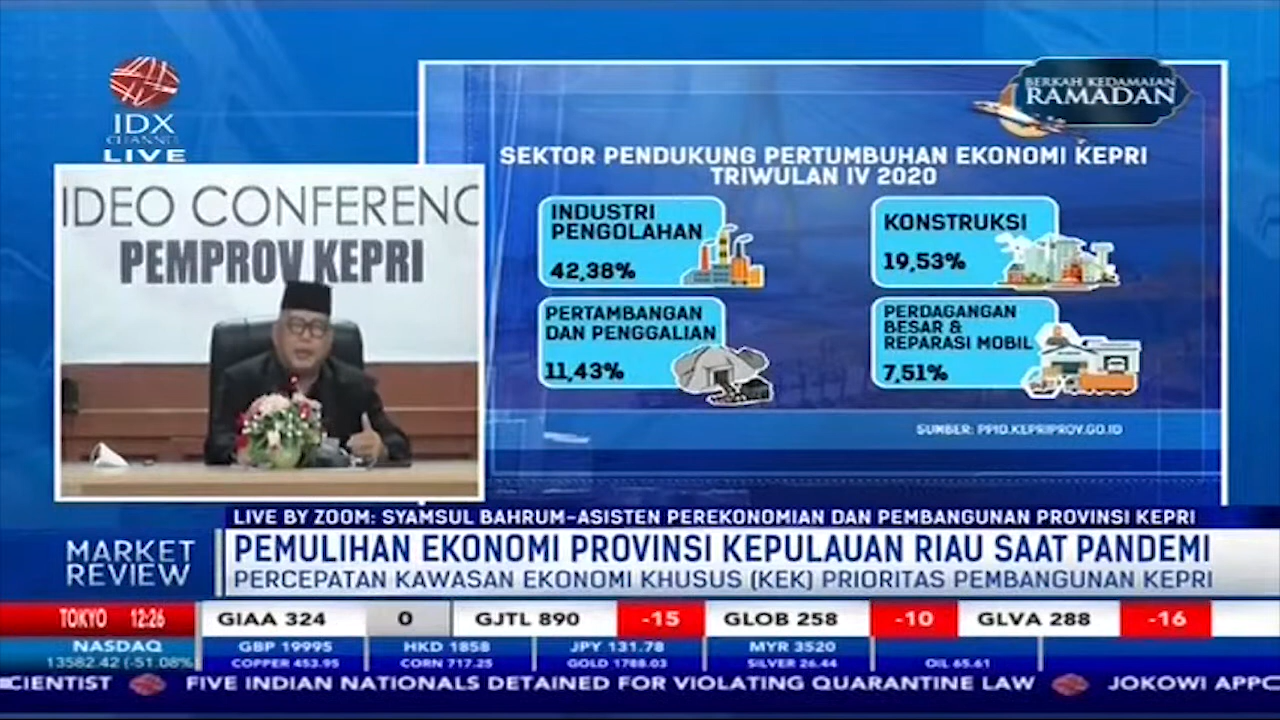 IDX
CHANNEL
LIVE
BERKAH KEDAMAIAN
RAMADAN
IDEO CONFERENC
PEMPROV KEPRI
SEKTOR PENDUKUNG PERTUMBUHAN EKONOMI KEPRI
TRIWULAN IV 2020
INDUSTRI
PENGOLAHAN
42,38%
KONSTRUKSI
19,53%
PERTAMBANGAN
DAN PENGGALIAN
11,43%
PERDAGANGAN
BESAR &
REPARASI MOBIL
7,51%
SUMBER: PPID.KEPRIPROV.GO.ID
LIVE BY ZOOM: SYAMSUL BAHRUM-ASISTEN PEREKONOMIAN DAN PEMBANGUNAN PROVINSI KEPRI
MARKET
REVIEW
PEMULIHAN EKONOMI PROVINSI KEPULAUAN RIAU SAAT PANDEMI
PERCEPATAN KAWASAN EKONOMI KHUSUS (KEK) PRIORITAS PEMBANGUNAN KEPRI
TOKYO 12:26 GIAA 324 0 GJTL 890 -15 GLOB 258 -10 GLVA 288 -16
NASDAQ GBP 19995 HKD 1858 JPY 131.78 MYR 3520
13582.42 (-51.08%) COPPER 453.95 CORN 717.25 GOLD 1788.03 SILVER 26.44 OIL 65.61
CIENTIST FIVE INDIAN NATIONALS DETAINED FOR VIOLATING QUARANTINE LAW JOKOWI APPO